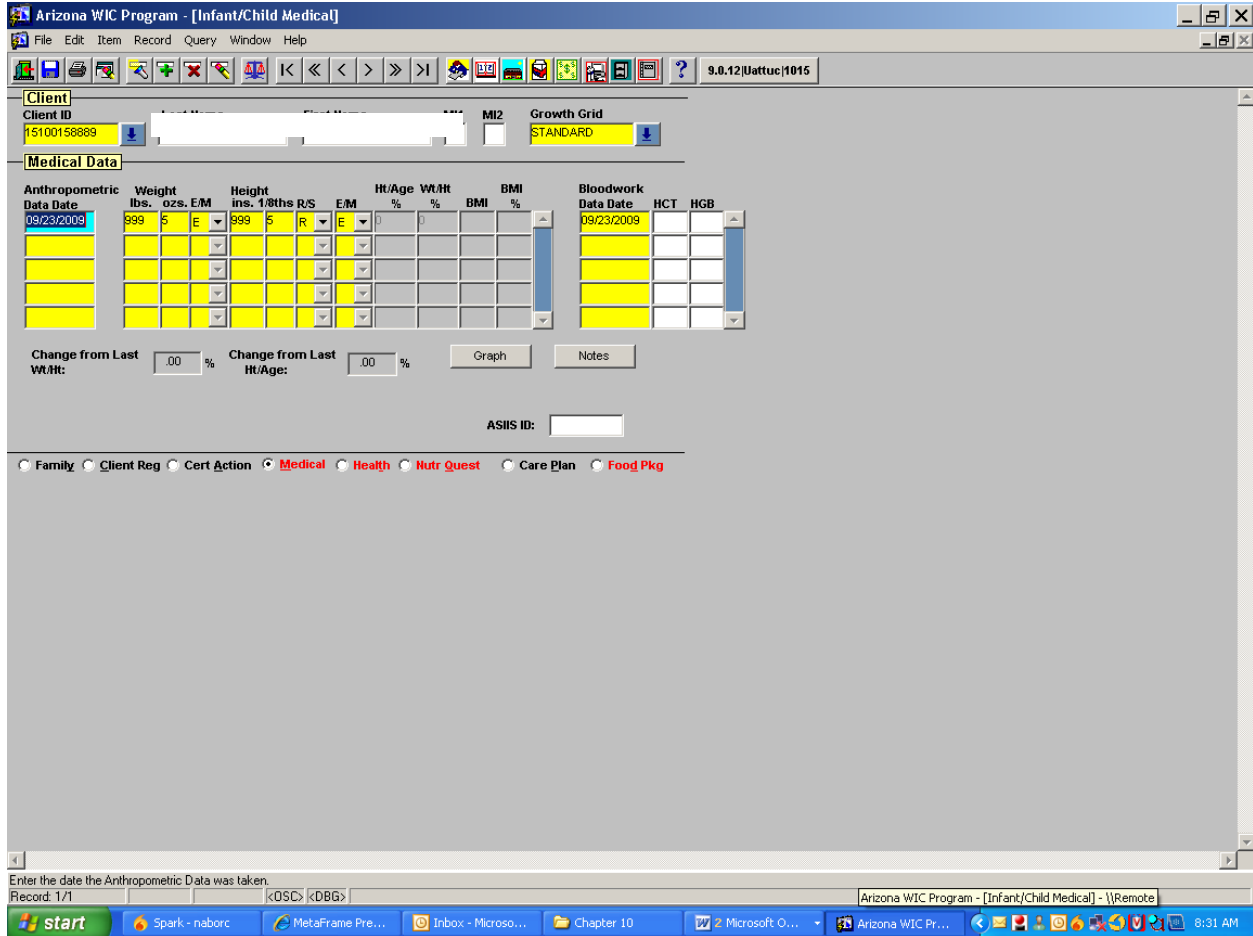 Arizona WIC Program - [Infant/Child Medical]
File Edit Item Record Query Window Help
9.0.12|Uattuc|1015
Client
Client ID MI2 Growth Grid
15100158889 STANDARD
Medical Data
Anthropometric Weight Height Ht/Age Wt/Ht BMI Bloodwork
Data Date lbs. ozs. E/M ins. 1/8ths R/S E/M % % BMI % Data Date HCT HGB
09/23/2009 999 5 E 999 5 R E 0 0 09/23/2009
Change from Last Wt/Ht: .00 % Change from Last Ht/Age: .00 % Graph Notes
ASIIS ID:
Family Client Reg Cert Action Medical Health Nutr Quest Care Plan Food Pkg
Enter the date the Anthropometric Data was taken.
Record: 1/1 <OSC> <DBG> Arizona WIC Program - [Infant/Child Medical] - \\Remote
start Spark - naborc MetaFrame Pre... Inbox - Microso... Chapter 10 2 Microsoft O... Arizona WIC Pr... 8:31 AM